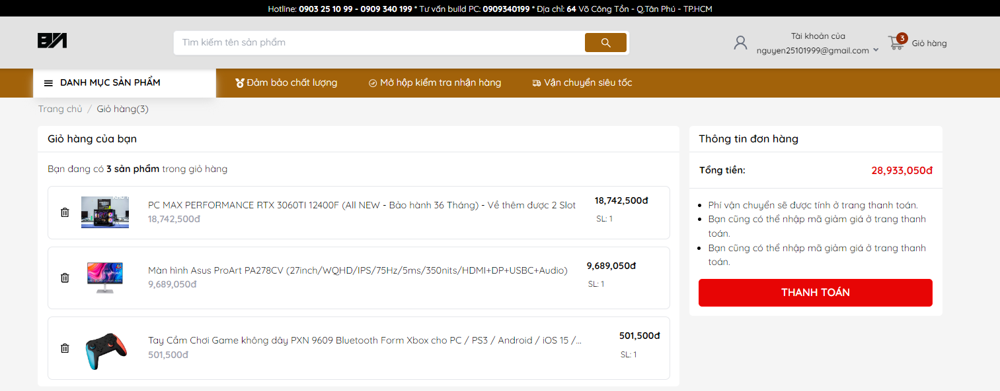 Hotline: 0903 25 10 99 - 0909 340 199 * Tư vấn build PC: 0909340199 * Địa chỉ: 64 Võ Công Tồn - Q.Tân Phú - TP.HCM
Tìm kiếm tên sản phẩm
Tài khoản của
nguyen25101999@gmail.com
3
Giỏ hàng
DANH MỤC SẢN PHẨM
Đảm bảo chất lượng
Mở hộp kiểm tra nhận hàng
Vận chuyển siêu tốc
Trang chủ / Giỏ hàng(3)
Giỏ hàng của bạn
Bạn đang có 3 sản phẩm trong giỏ hàng
PC MAX PERFORMANCE RTX 3060TI 12400F (All NEW - Bảo hành 36 Tháng) - Về thêm được 2 Slot
18,742,500đ
18,742,500đ
SL: 1
Màn hình Asus ProArt PA278CV (27inch/WQHD/IPS/75Hz/5ms/350nits/HDMI+DP+USBC+Audio)
9,689,050đ
9,689,050đ
SL: 1
Tay Cầm Chơi Game không dây PXN 9609 Bluetooth Form Xbox cho PC / PS3 / Android / iOS 15 /...
501,500đ
501,500đ
SL: 1
Thông tin đơn hàng
Tổng tiền: 28,933,050đ
Phí vận chuyển sẽ được tính ở trang thanh toán.
Bạn cũng có thể nhập mã giảm giá ở trang thanh
toán.
Bạn cũng có thể nhập mã giảm giá ở trang thanh
toán.
THANH TOÁN